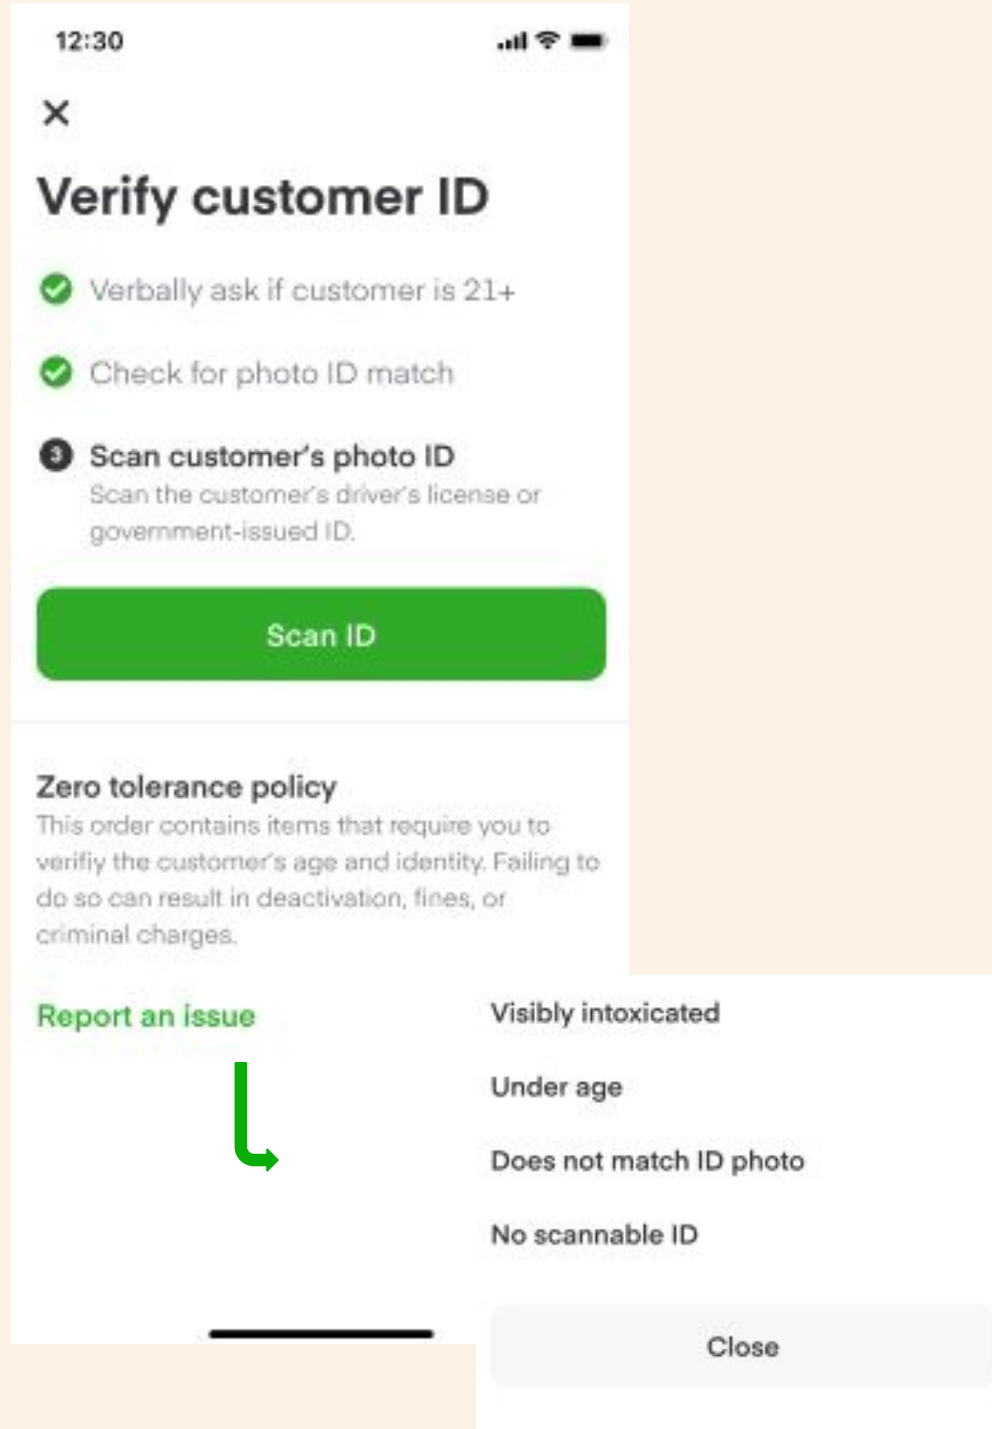 12:30
Verify customer ID
Verbally ask if customer is 21+
Check for photo ID match
3 Scan customer's photo ID
Scan the customer's driver's license or
government-issued ID.
Scan ID
Zero tolerance policy
This order contains items that require you to
verifiy the customer's age and identity. Failing to
do so can result in deactivation, fines, or
criminal charges.
Report an issue
Visibly intoxicated
Under age
Does not match ID photo
No scannable ID
Close